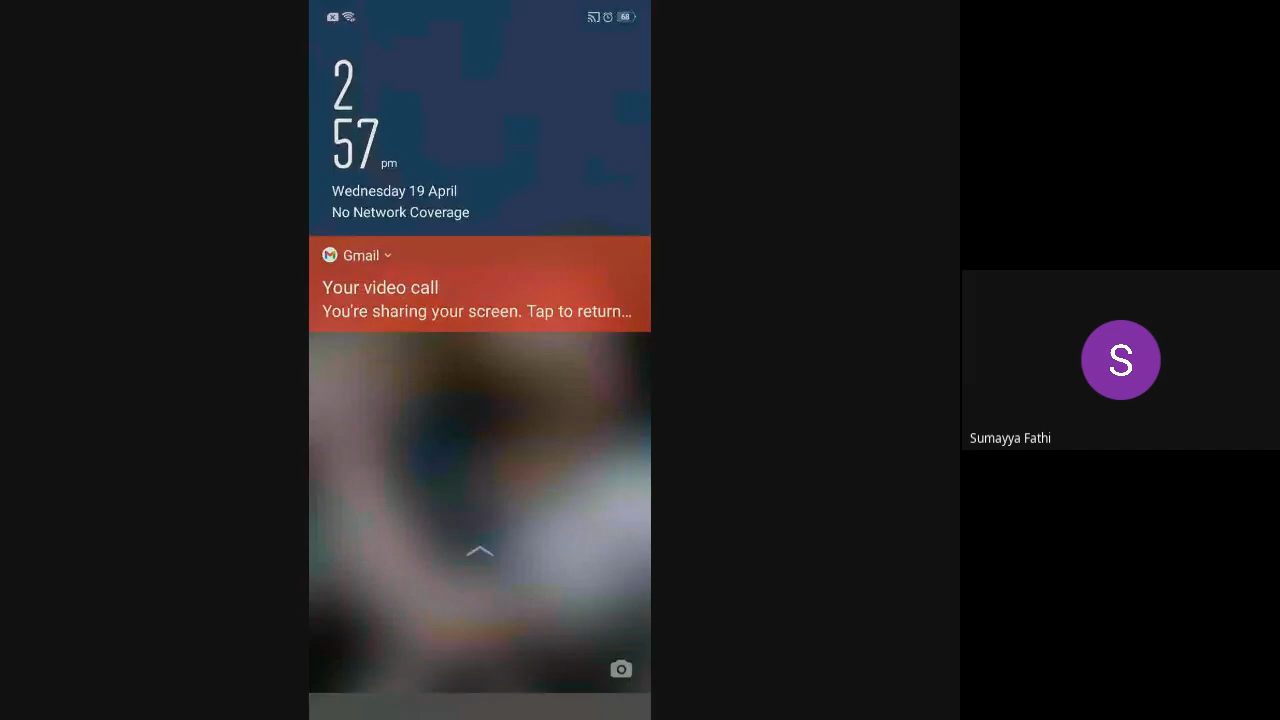 68
2
57 pm
Wednesday 19 April
No Network Coverage
Gmail
Your video call
You're sharing your screen. Tap to return...
S
Sumayya Fathi